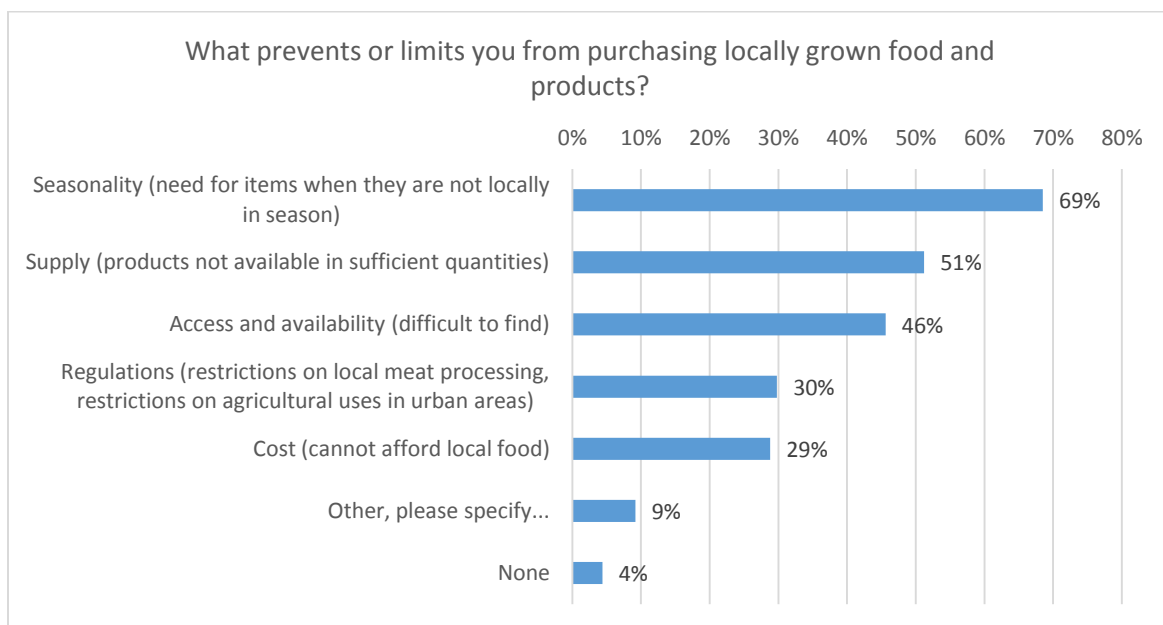 What prevents or limits you from purchasing locally grown food and
products?
0% 10% 20% 30% 40% 50% 60% 70% 80%
Seasonality (need for items when they are not locally
in season)
69%
Supply (products not available in sufficient quantities)
51%
Access and availability (difficult to find)
46%
Regulations (restrictions on local meat processing,
restrictions on agricultural uses in urban areas)
30%
Cost (cannot afford local food)
29%
Other, please specify...
9%
None
4%